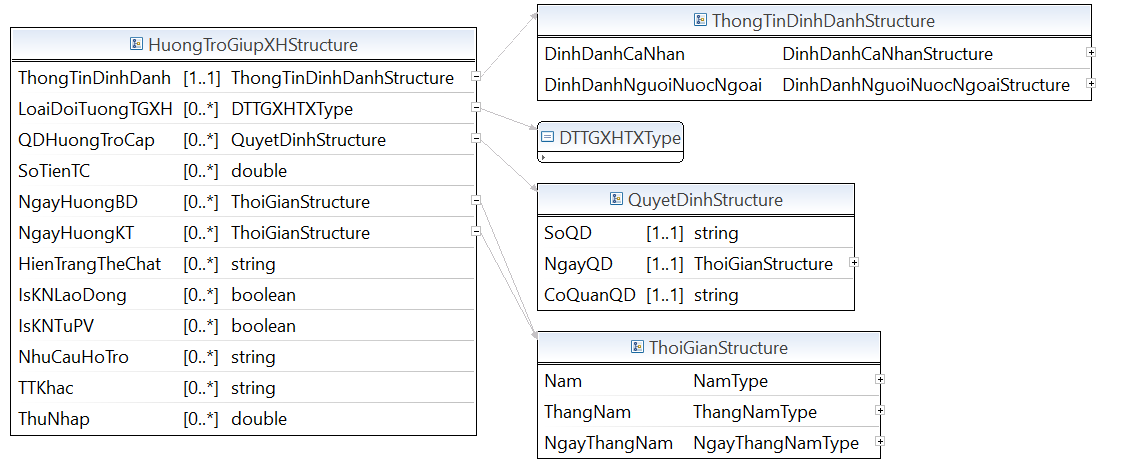 HuongTroGiupXHStructure
ThongTinDinhDanh [1..1] ThongTinDinhDanhStructure
LoaiDoiTuongTGXH [0..*] DTTGXHTXType
QDHuongTroCap [0..*] QuyetDinhStructure
SoTienTC [0..*] double
NgayHuongBD [0..*] ThoiGianStructure
NgayHuongKT [0..*] ThoiGianStructure
HienTrangTheChat [0..*] string
IsKNLaoDong [0..*] boolean
IsKNTuPV [0..*] boolean
NhuCauHoTro [0..*] string
TTKhac [0..*] string
ThuNhap [0..*] double
ThongTinDinhDanhStructure
DinhDanhCaNhan DinhDanhCaNhanStructure
DinhDanhNguoiNuocNgoai DinhDanhNguoiNuocNgoaiStructure
DTTGXHTXType
QuyetDinhStructure
SoQD [1..1] string
NgayQD [1..1] ThoiGianStructure
CoQuanQD [1..1] string
ThoiGianStructure
Nam NamType
ThangNam ThangNamType
NgayThangNam NgayThangNamType